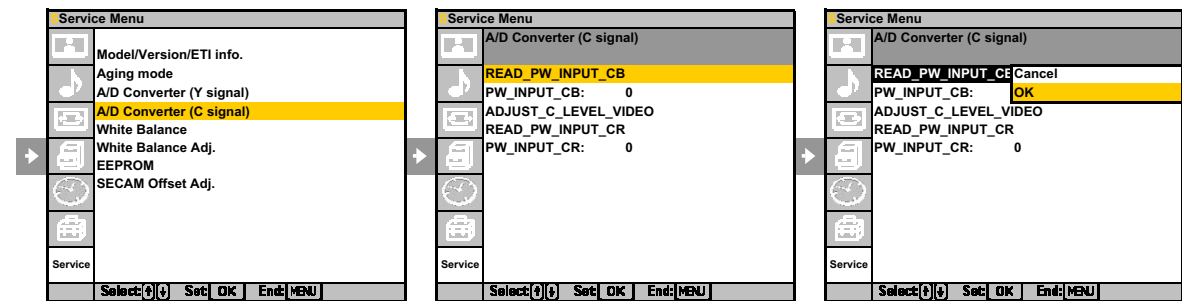 Service Menu
Model/Version/ETI info.
Aging mode
A/D Converter (Y signal)
A/D Converter (C signal)
White Balance
White Balance Adj.
EEPROM
SECAM Offset Adj.
Service
Select: Set: OK End: MENU
Service Menu
A/D Converter (C signal)
READ_PW_INPUT_CB
PW_INPUT_CB: 0
ADJUST_C_LEVEL_VIDEO
READ_PW_INPUT_CR
PW_INPUT_CR: 0
Service
Select: Set: OK End: MENU
Service Menu
A/D Converter (C signal)
READ_PW_INPUT_CB Cancel
PW_INPUT_CB: OK
ADJUST_C_LEVEL_VIDEO
READ_PW_INPUT_CR
PW_INPUT_CR: 0
Service
Select: Set: OK End: MENU